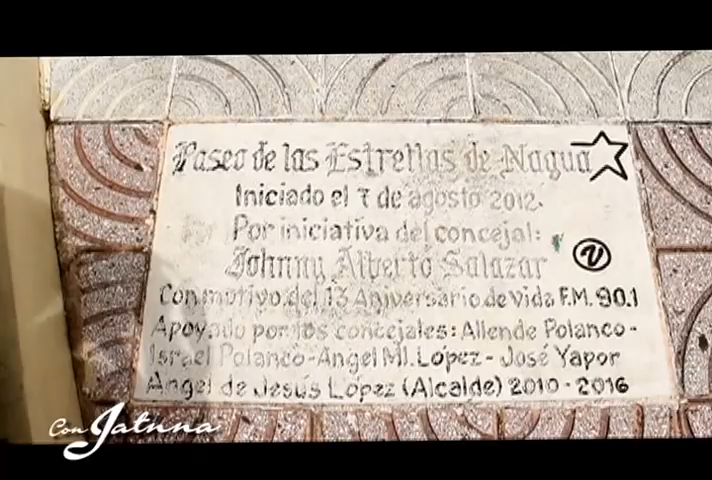 Paseo de las Estrellas de Nagua
Iniciado el 7 de agosto 2012.
Por iniciativa del concejal:
Johnny Alberto Salazar
Con motivo del 13 Aniversario de Vida F.M. 90.1
Apoyado por los concejales: Allende Polanco-
Israel Polanco-Angel Ml. López- José Yapor
Àngel de Jesús López (Alcalde) 2010-2016
Con Jatnna